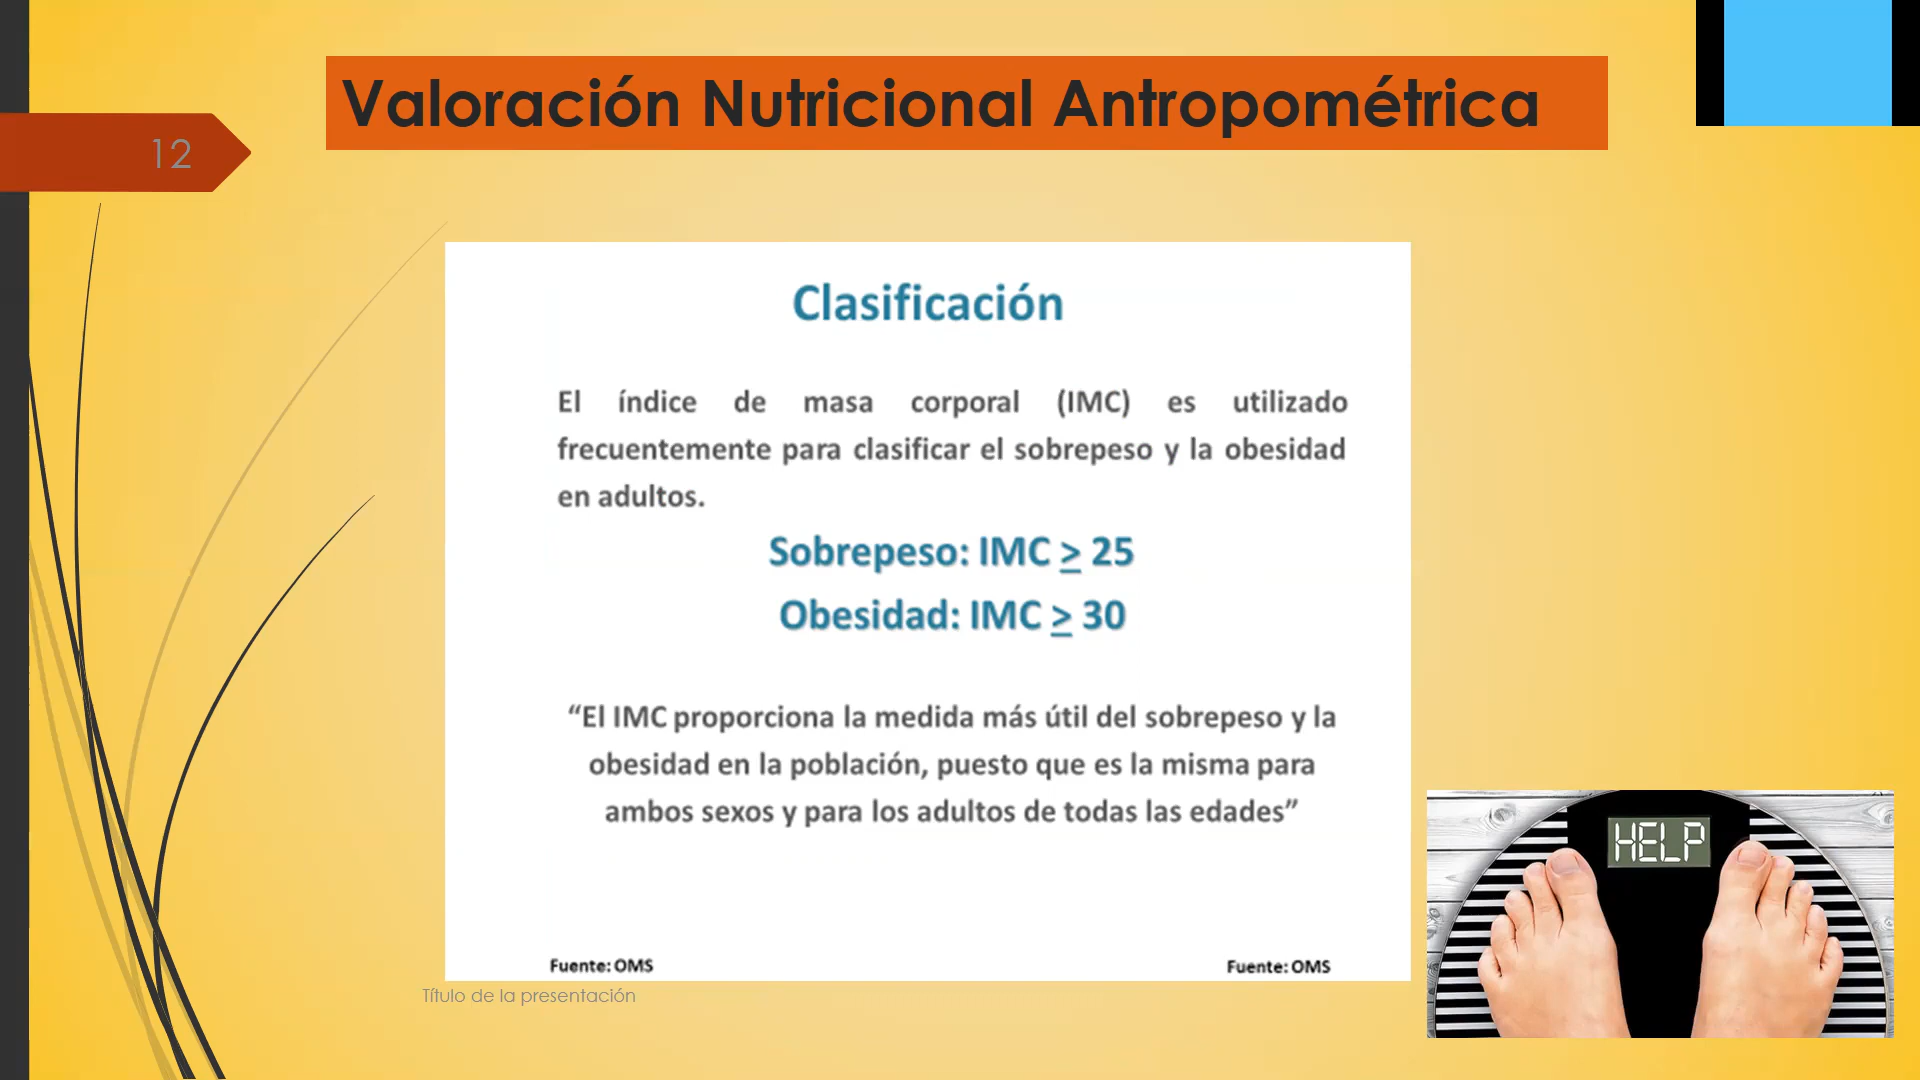 Valoración Nutricional Antropométrica
12
Clasificación
El índice de masa corporal (IMC) es utilizado
frecuentemente para clasificar el sobrepeso y la obesidad
en adultos.
Sobrepeso: IMC ≥ 25
Obesidad: IMC ≥ 30
“El IMC proporciona la medida más útil del sobrepeso y la
obesidad en la población, puesto que es la misma para
ambos sexos y para los adultos de todas las edades”
Fuente: OMS
Fuente: OMS
Título de la presentación
HELP